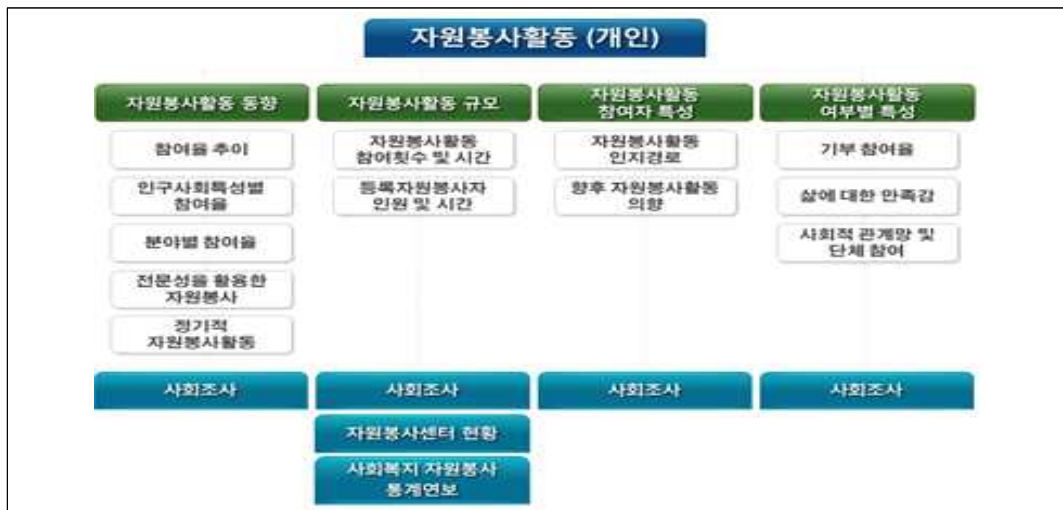 자원봉사활동 (개인)
자원봉사활동 동향
참여율 추이
인구사회특성별
참여율
분야별 참여율
전문성을 활용한
자원봉사
정기적
자원봉사활동
사회조사
자원봉사활동 규모
자원봉사활동
참여횟수 및 시간
등록자원봉사자
인원 및 시간
사회조사
자원봉사센터 현황
사회복지 자원봉사
통계연보
자원봉사활동
참여자 특성
자원봉사활동
인지경로
향후 자원봉사활동
의향
사회조사
자원봉사활동
여부별 특성
기부 참여율
삶에 대한 만족감
사회적 관계망 및
단체 참여
사회조사